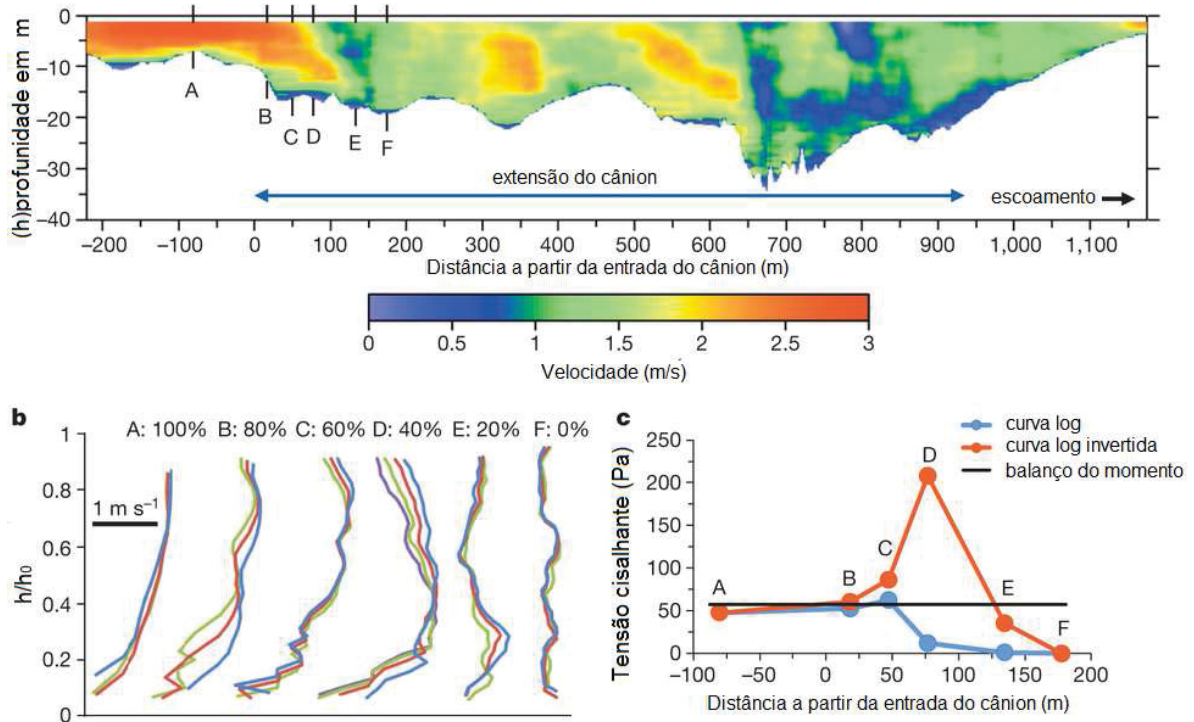 (h)profunidade em m
0
−10
−20
−30
−40
A
B
C D
E
F
extensão do cânion
escoamento
−200 −100 0 100 200 300 400 500 600 700 800 900 1,000 1,100
Distância a partir da entrada do cânion (m)
0 0.5 1 1.5 2 2.5 3
Velocidade (m/s)
b
A: 100% B: 80% C: 60% D: 40% E: 20% F: 0%
1 m s⁻¹
h/h₀
1
0.8
0.6
0.4
0.2
0
c
curva log
curva log invertida
balanço do momento
Tensão cisalhante (Pa)
250
200
150
100
50
0
A
B
C
D
E
F
−100 −50 0 50 100 150 200
Distância a partir da entrada do cânion (m)